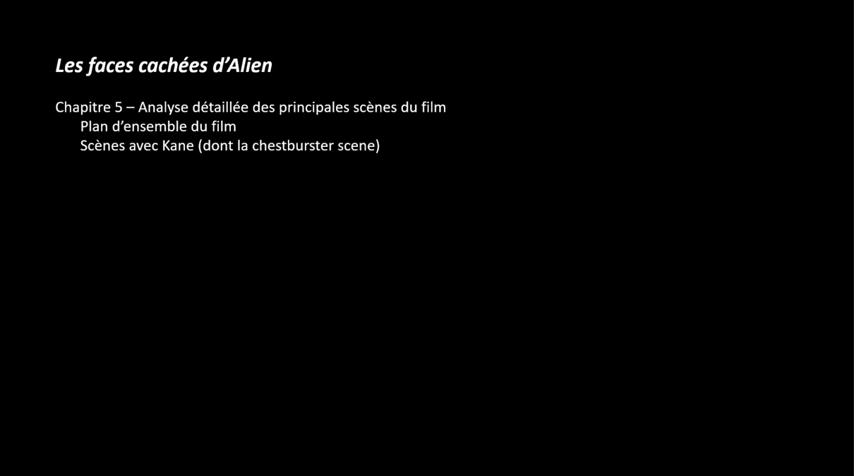 Les faces cachées d’Alien
Chapitre 5 – Analyse détaillée des principales scènes du film
Plan d’ensemble du film
Scènes avec Kane (dont la chestburster scene)